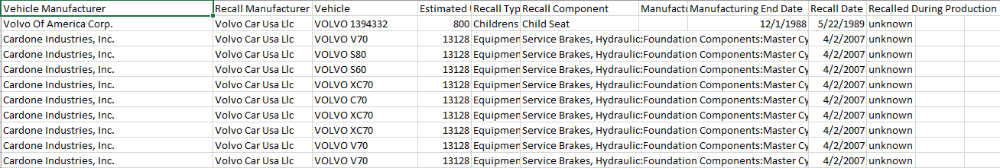 Vehicle Manufacturer Recall Manufacturer Vehicle Estimated Recall Typ Recall Component Manufactu Manufacturing End Date Recall Date Recalled During Production
Volvo Of America Corp. Volvo Car Usa Llc VOLVO 1394332 800 Childrens Child Seat 12/1/1988 5/22/1989 unknown
Cardone Industries, Inc. Volvo Car Usa Llc VOLVO V70 13128 Equipmen Service Brakes, Hydraulic:Foundation Components:Master Cy 4/2/2007 unknown
Cardone Industries, Inc. Volvo Car Usa Llc VOLVO S80 13128 Equipmen Service Brakes, Hydraulic:Foundation Components:Master Cy 4/2/2007 unknown
Cardone Industries, Inc. Volvo Car Usa Llc VOLVO S60 13128 Equipmen Service Brakes, Hydraulic:Foundation Components:Master Cy 4/2/2007 unknown
Cardone Industries, Inc. Volvo Car Usa Llc VOLVO XC70 13128 Equipmen Service Brakes, Hydraulic:Foundation Components:Master Cy 4/2/2007 unknown
Cardone Industries, Inc. Volvo Car Usa Llc VOLVO C70 13128 Equipmen Service Brakes, Hydraulic:Foundation Components:Master Cy 4/2/2007 unknown
Cardone Industries, Inc. Volvo Car Usa Llc VOLVO XC70 13128 Equipmen Service Brakes, Hydraulic:Foundation Components:Master Cy 4/2/2007 unknown
Cardone Industries, Inc. Volvo Car Usa Llc VOLVO XC70 13128 Equipmen Service Brakes, Hydraulic:Foundation Components:Master Cy 4/2/2007 unknown
Cardone Industries, Inc. Volvo Car Usa Llc VOLVO V70 13128 Equipmen Service Brakes, Hydraulic:Foundation Components:Master Cy 4/2/2007 unknown
Cardone Industries, Inc. Volvo Car Usa Llc VOLVO V70 13128 Equipmen Service Brakes, Hydraulic:Foundation Components:Master Cy 4/2/2007 unknown